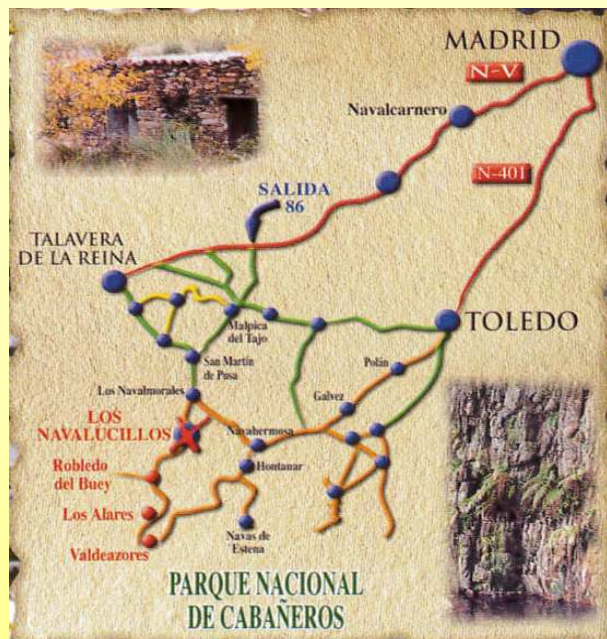 MADRID
N-V
Navalcarnero
N-401
SALIDA
86
TALAVERA
DE LA REINA
TOLEDO
Malpica
del Tajo
San Martín
de Pusa
Polán
Los Navalmorales
Galvez
LOS
NAVALUCILLOS
Navahermosa
Robledo
del Buey
Hontanar
Los Alares
Navas de
Estena
Valdeazores
PARQUE NACIONAL
DE CABAÑEROS